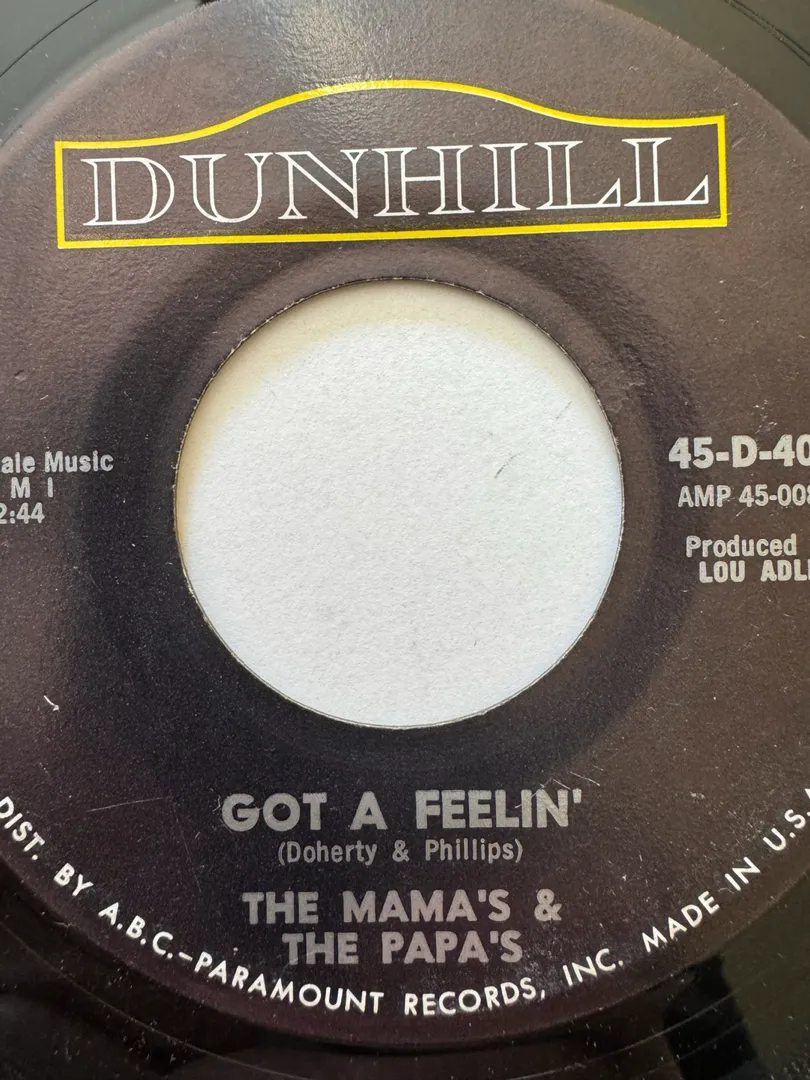 DUNHILL
ale Music
M I
2:44
45-D-40
AMP 45-008
Produced
LOU ADL
GOT A FEELIN'
(Doherty & Phillips)
THE MAMA'S &
THE PAPA'S
DIST. BY A.B.C.-PARAMOUNT RECORDS, INC. MADE IN U.S.A